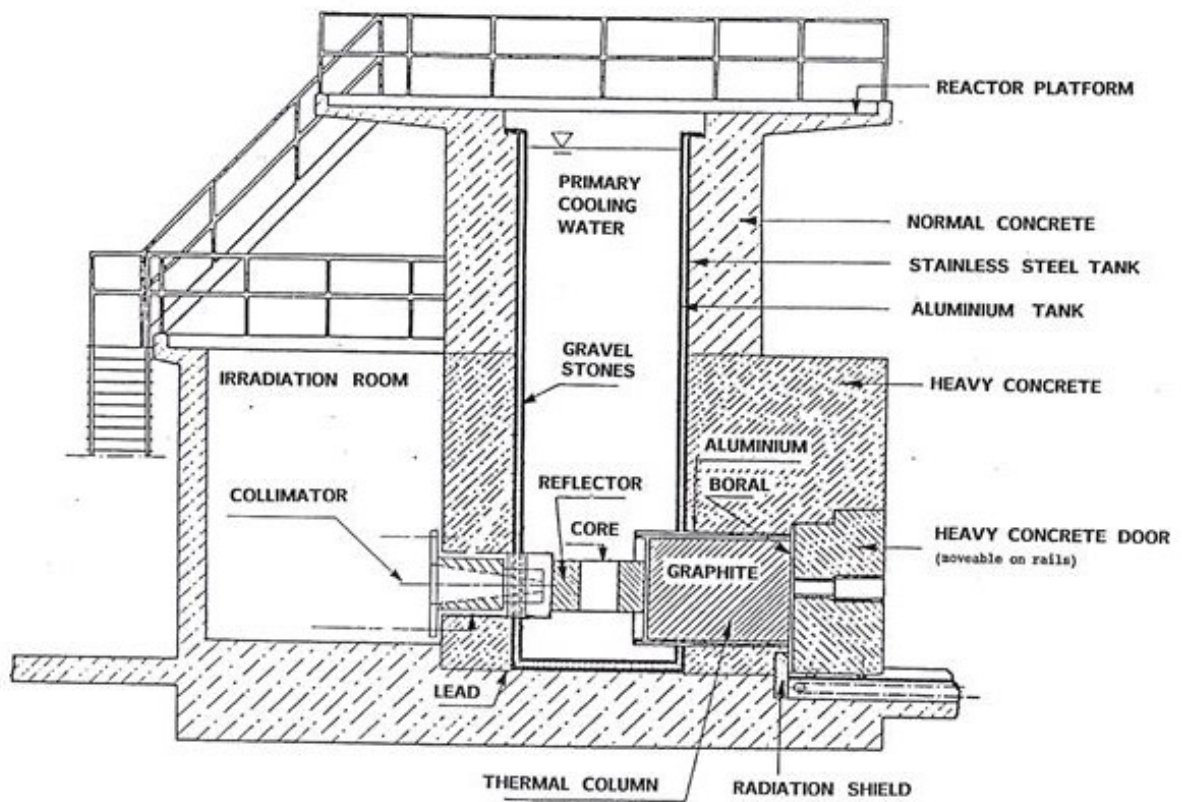 REACTOR PLATFORM
PRIMARY
COOLING
WATER
NORMAL CONCRETE
STAINLESS STEEL TANK
ALUMINIUM TANK
GRAVEL
STONES
IRRADIATION ROOM
HEAVY CONCRETE
ALUMINIUM
BORAL
REFLECTOR
COLLIMATOR
CORE
HEAVY CONCRETE DOOR
(moveable on rails)
GRAPHITE
LEAD
THERMAL COLUMN
RADIATION SHIELD